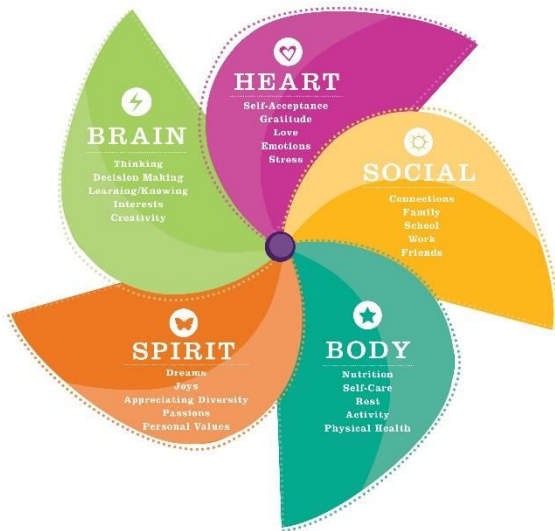 HEART
Self-Acceptance
Gratitude
Love
Emotions
Stress
BRAIN
Thinking
Decision Making
Learning/Knowing
Interests
Creativity
SOCIAL
Connections
Family
School
Work
Friends
SPIRIT
Dreams
Joys
Appreciating Diversity
Passions
Personal Values
BODY
Nutrition
Self-Care
Rest
Activity
Physical Health